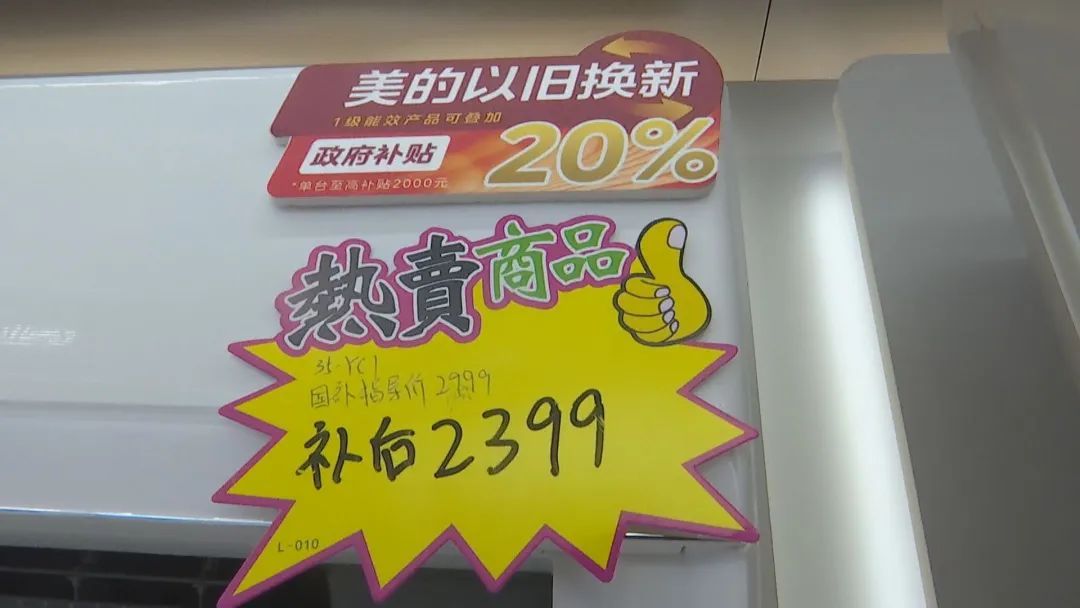 美的以旧换新
1级能效产品可叠加
政府补贴
20%
*单台至高补贴2000元
熱賣商品
35-YC1
国补指导价2999
补后2399
L-010